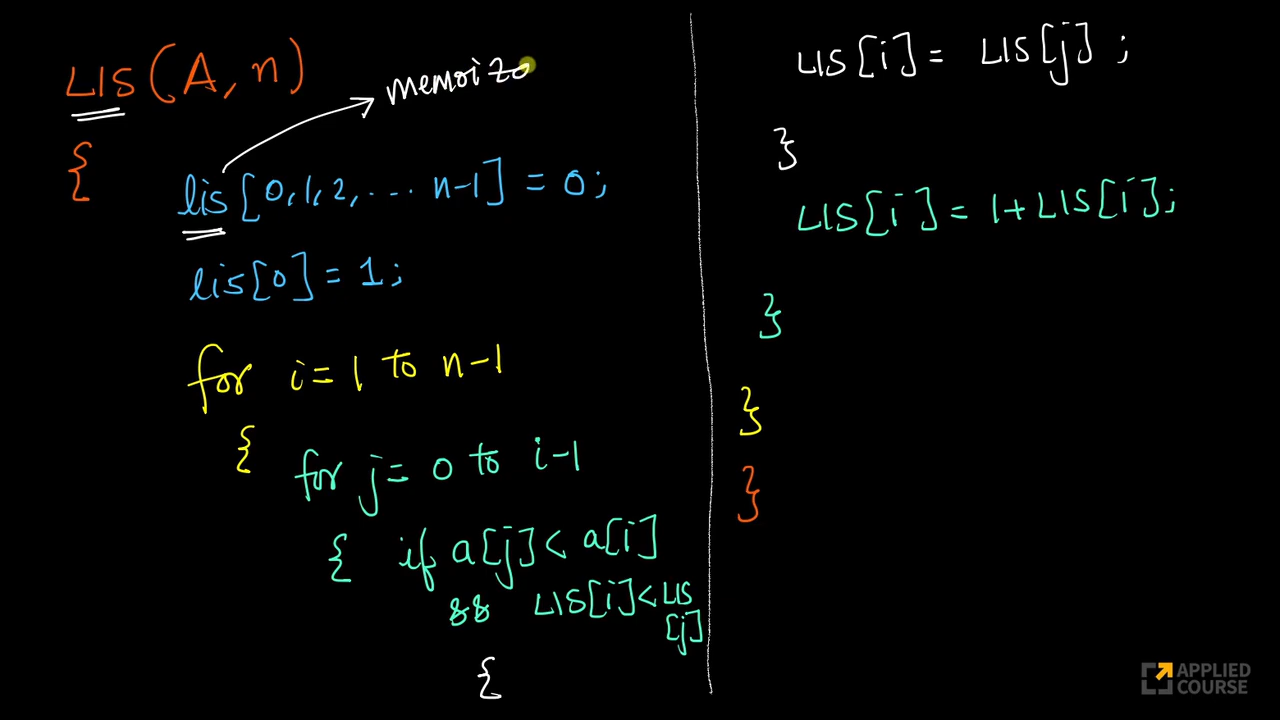 LIS(A, n)
memoizo
{
lis[0,1,2,.... n-1] = 0;
lis[0] = 1;
for i=1 to n-1
{
for j= 0 to i-1
{ if a[j] < a[i]
&& LIS[i]<LIS
[j]
{
LIS[i] = LIS[j] ;
}
LIS[i] = 1+LIS[i];
}
}
}
APPLIED
COURSE